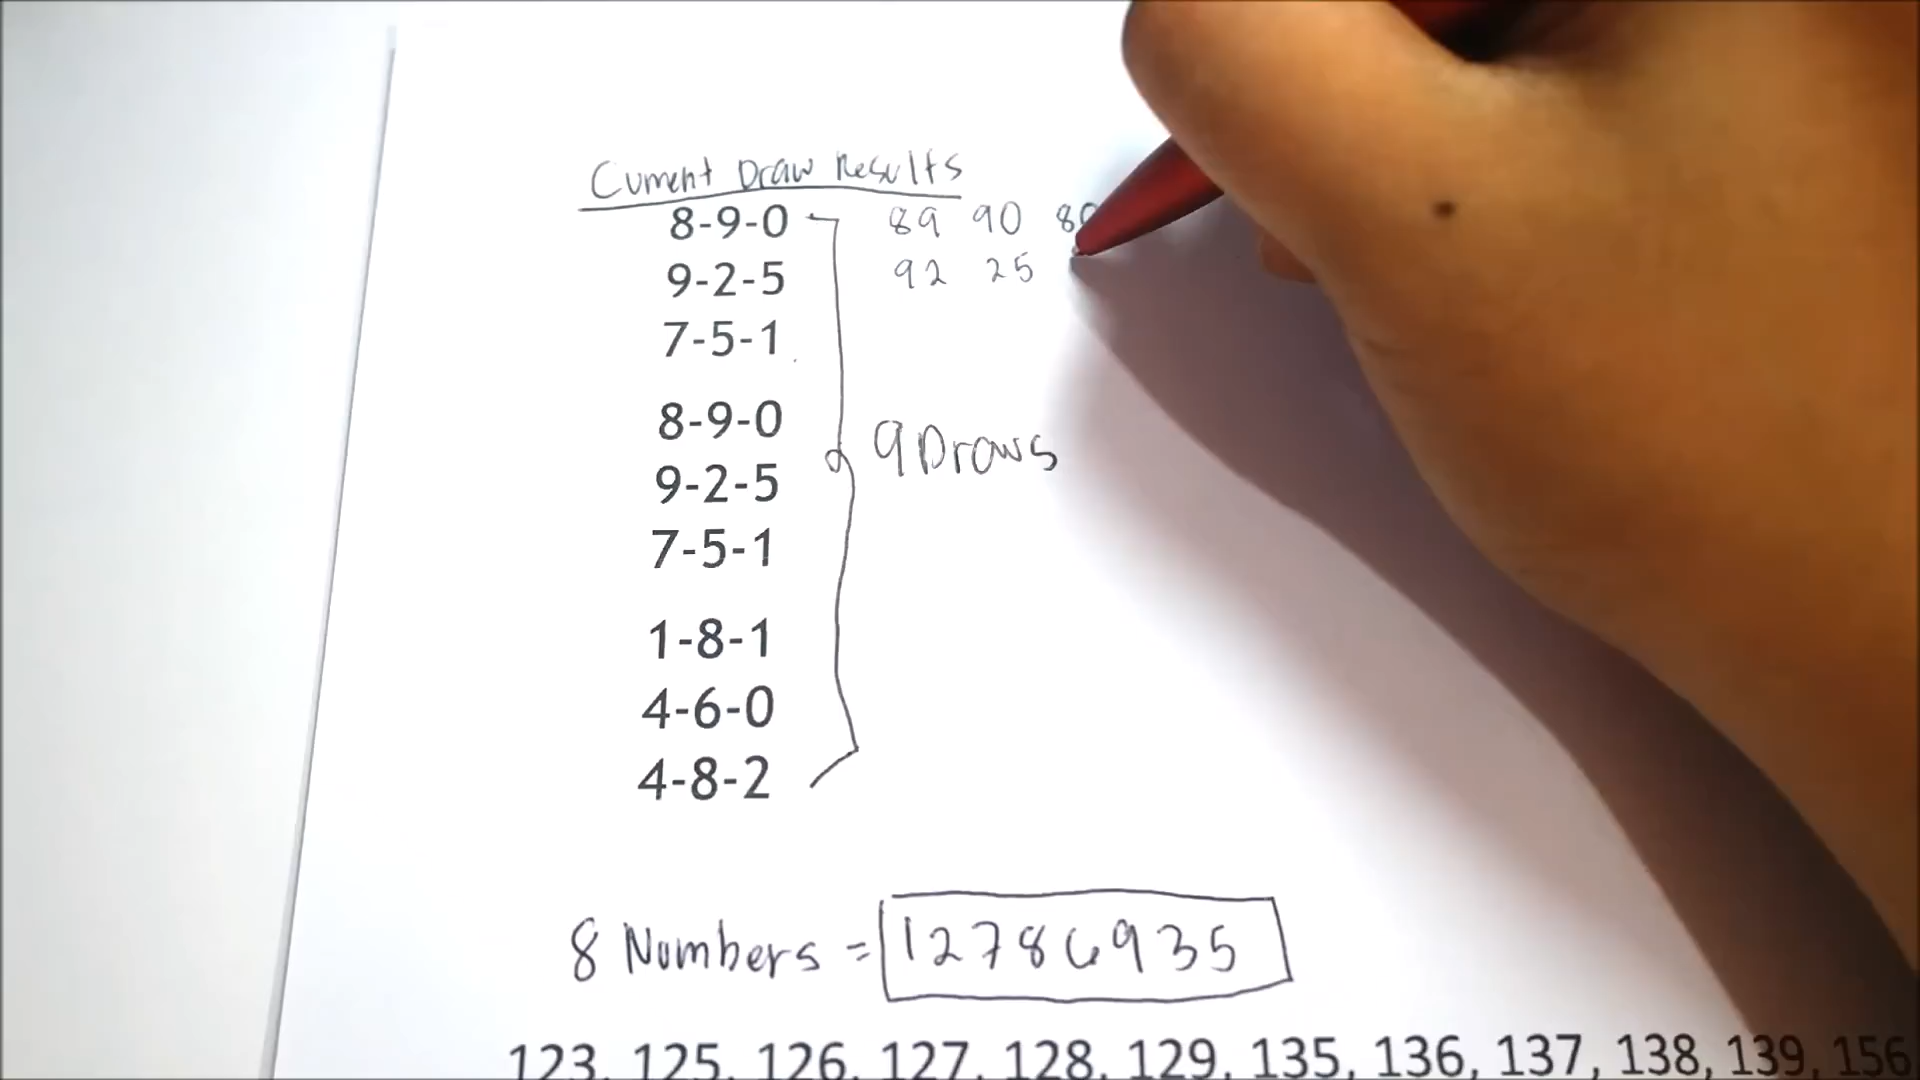 Current Draw Results
8-9-0 89 90 80
9-2-5 92 25
7-5-1
8-9-0
9-2-5 9 Draws
7-5-1
1-8-1
4-6-0
4-8-2
8 Numbers = 12786935
123, 125, 126, 127, 128, 129, 135, 136, 137, 138, 139, 156